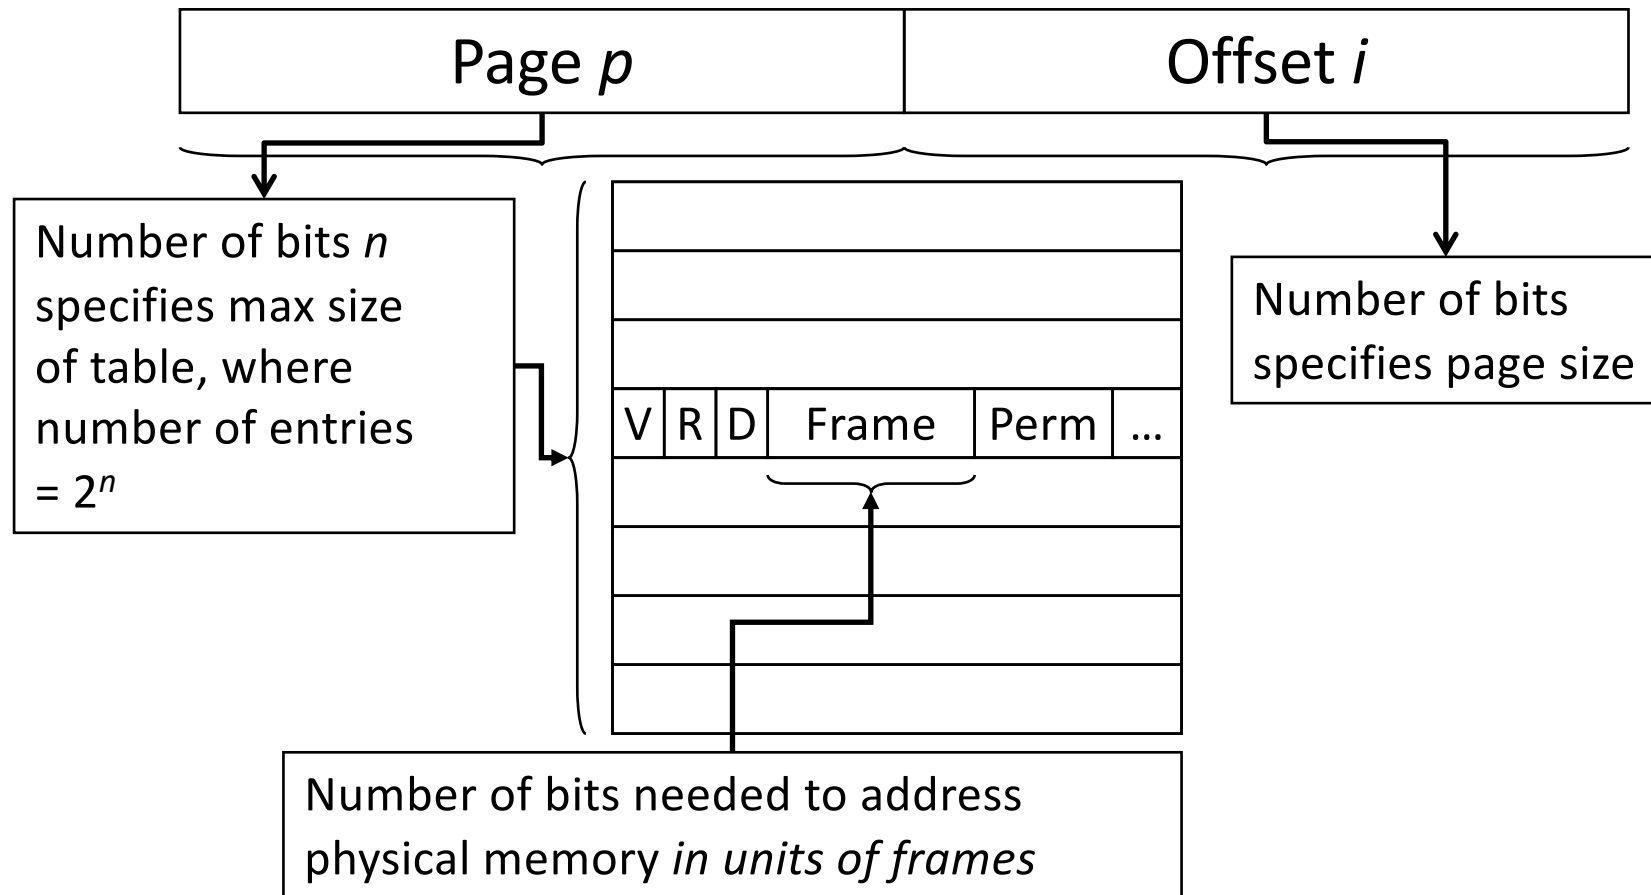 Page p
Offset i
Number of bits n
specifies max size
of table, where
number of entries
= 2ⁿ
Number of bits
specifies page size
V R D Frame Perm ...
Number of bits needed to address
physical memory in units of frames